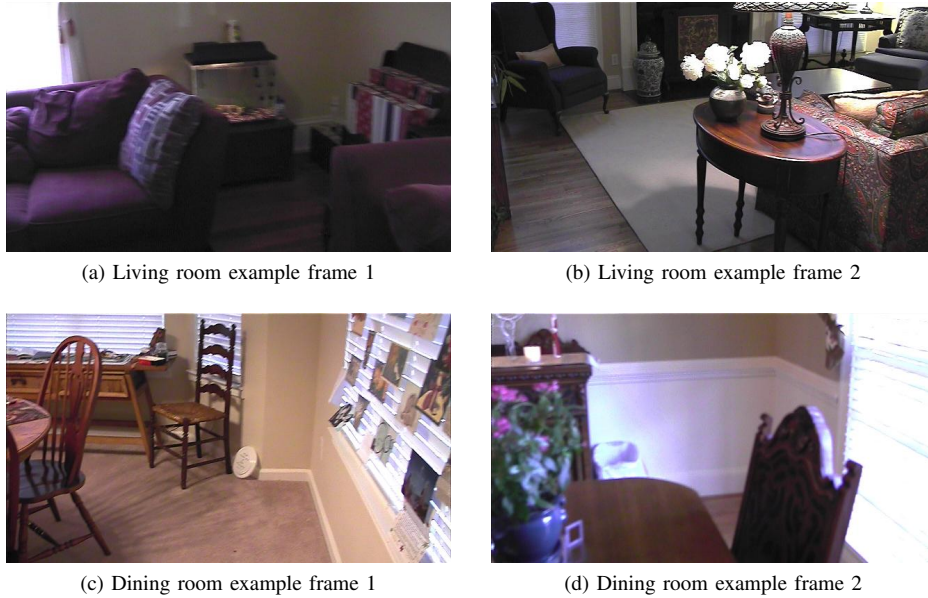 (a) Living room example frame 1
(b) Living room example frame 2
(c) Dining room example frame 1
(d) Dining room example frame 2